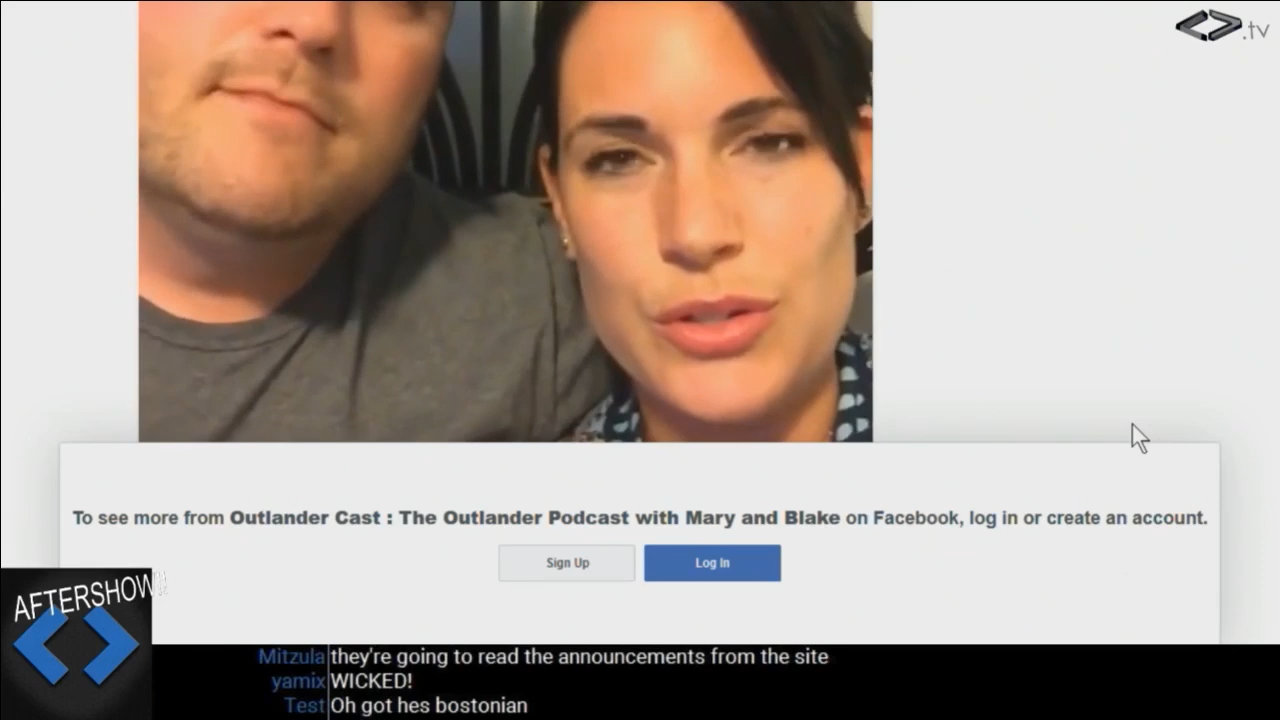 .tv
To see more from Outlander Cast : The Outlander Podcast with Mary and Blake on Facebook, log in or create an account.
Sign Up
Log In
AFTERSHOW!
Mitzula they're going to read the announcements from the site
yamix WICKED!
Test Oh got hes bostonian